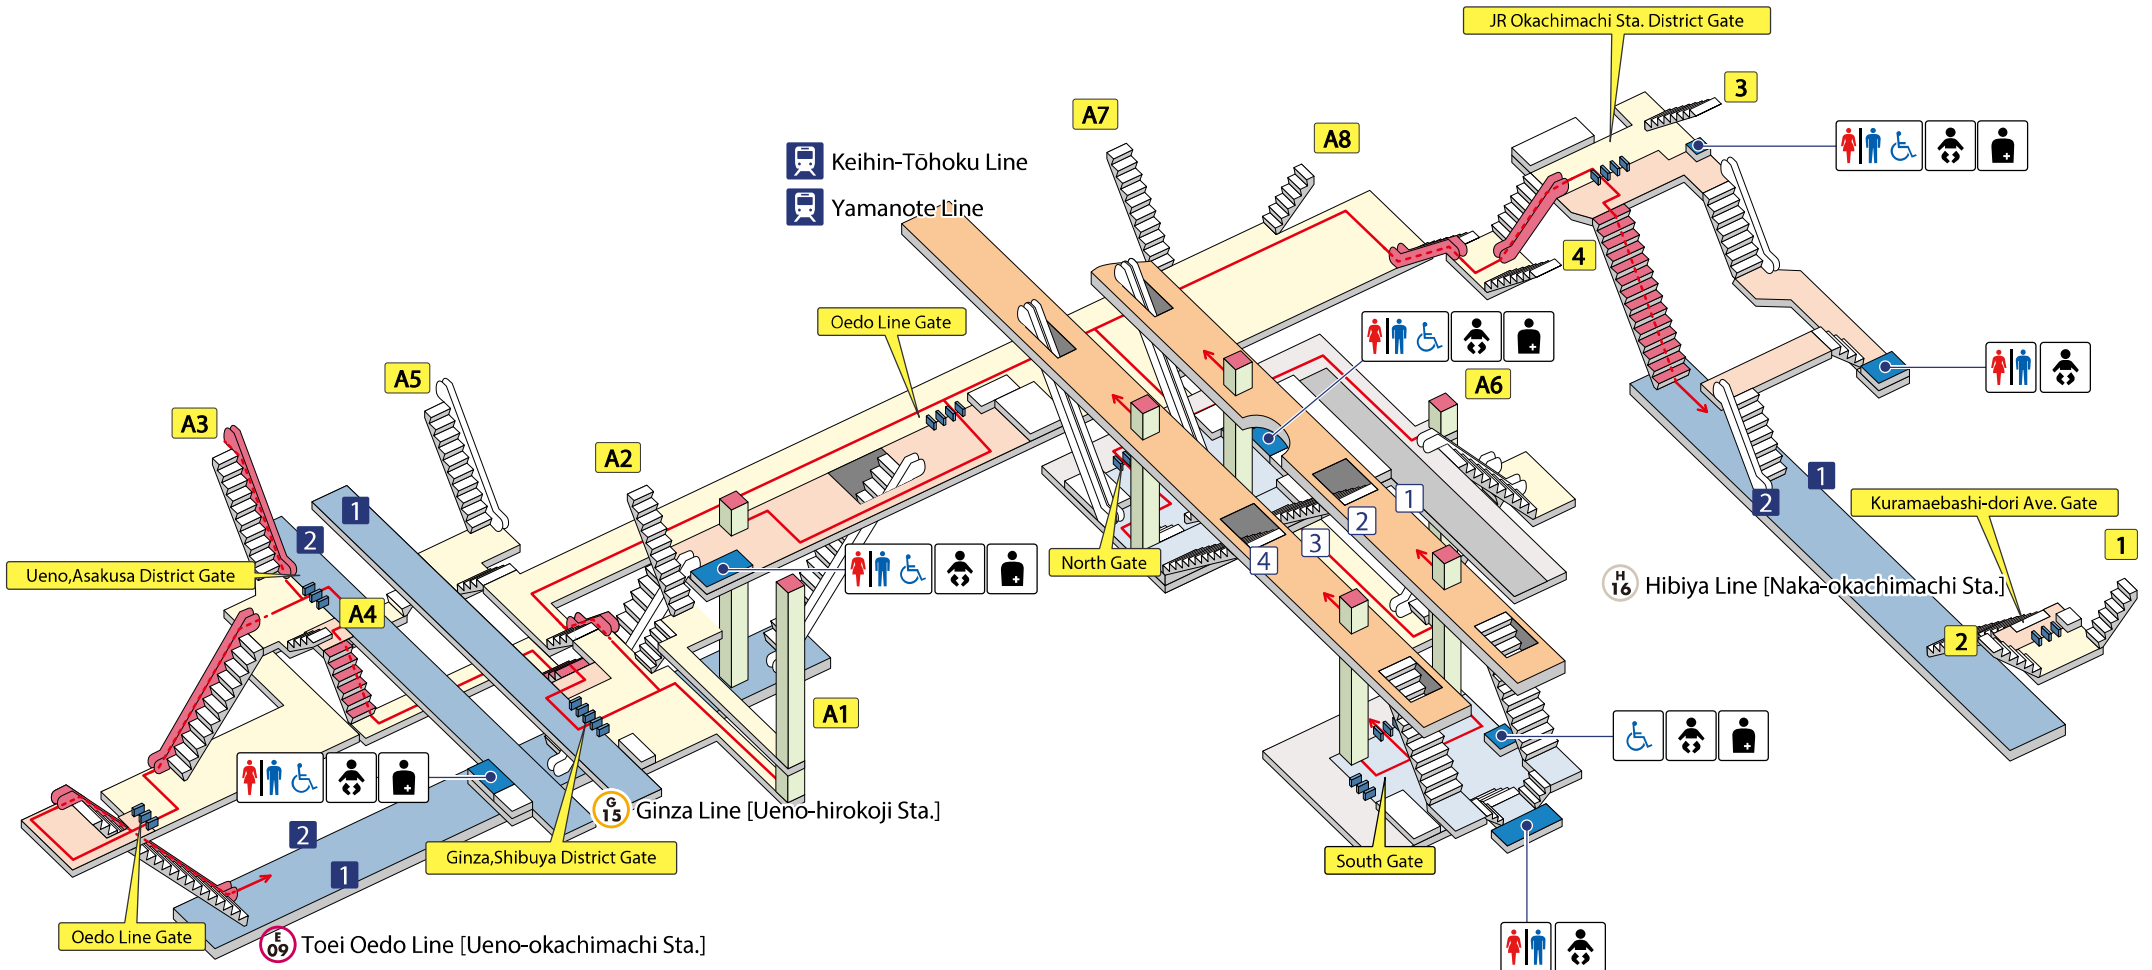 JR Okachimachi Sta. District Gate
3
A7
A8
Keihin-Tōhoku Line
Yamanote Line
4
Oedo Line Gate
A5
A6
A3
A2
1
2
1
2
3
4
1
2
Kuramaebashi-dori Ave. Gate
1
North Gate
Ueno,Asakusa District Gate
A4
H
16
Hibiya Line [Naka-okachimachi Sta.]
2
A1
G
15
Ginza Line [Ueno-hirokoji Sta.]
2
1
Ginza,Shibuya District Gate
South Gate
Oedo Line Gate
E
09
Toei Oedo Line [Ueno-okachimachi Sta.]